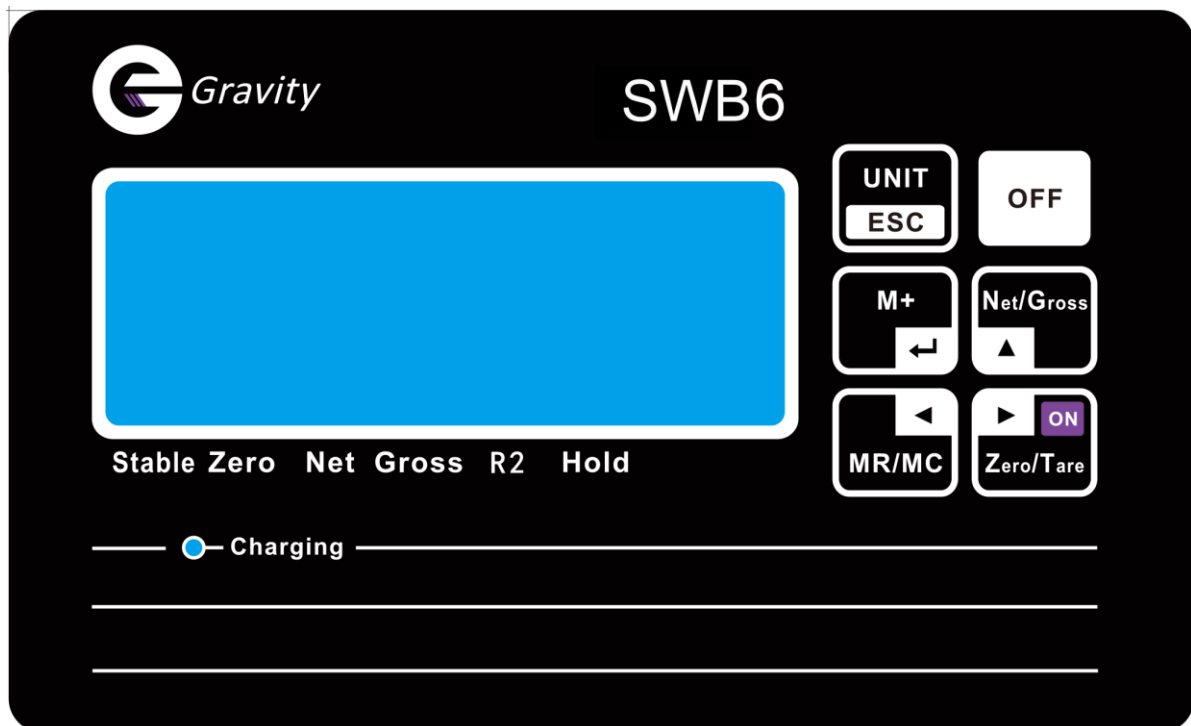 Gravity
SWB6
UNIT
ESC
OFF
M+
Net/Gross
MR/MC
ON
Zero/Tare
Stable Zero Net Gross R2 Hold
Charging